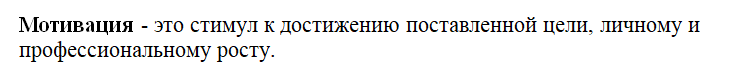 Мотивация - это стимул к достижению поставленной цели, личному и
профессиональному росту.